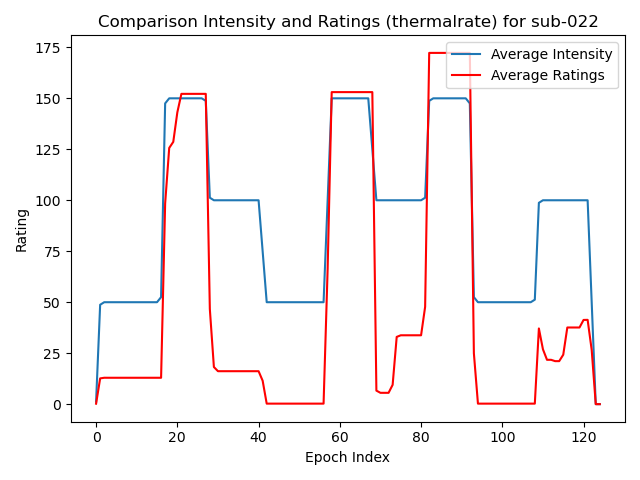 Comparison Intensity and Ratings (thermalrate) for sub-022
Average Intensity
Average Ratings
175
150
125
100
75
50
25
0
Rating
0 20 40 60 80 100 120
Epoch Index